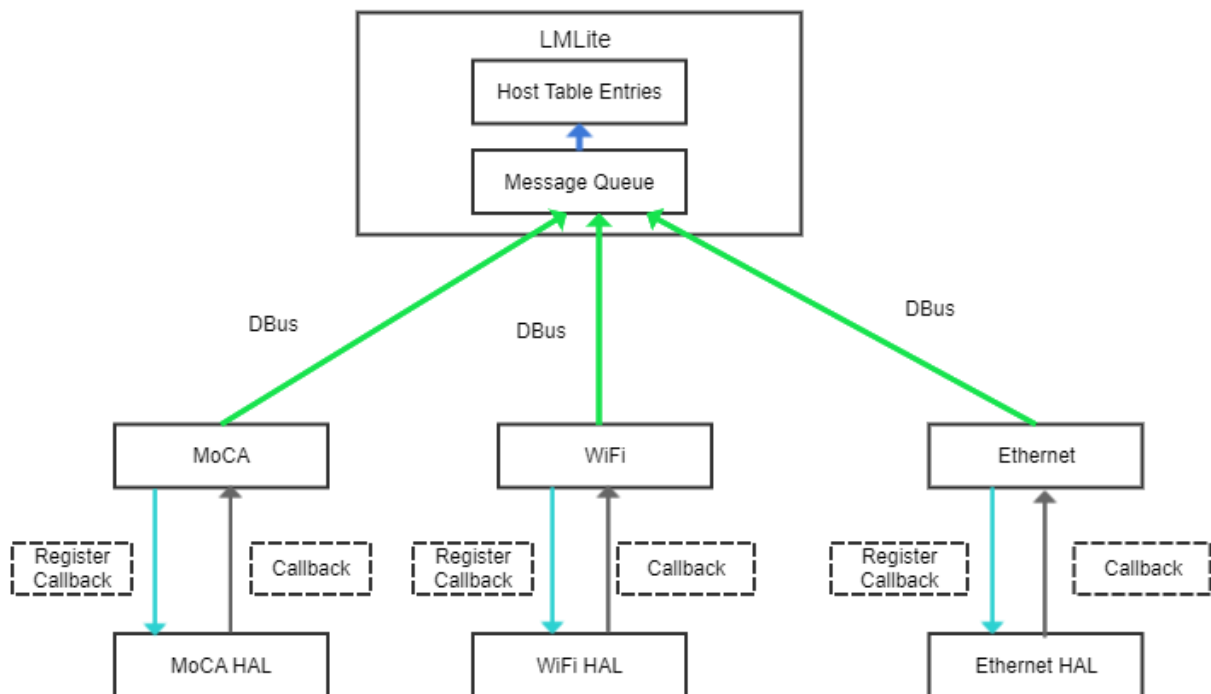 LMLite
Host Table Entries
Message Queue
DBus
DBus
DBus
MoCA
WiFi
Ethernet
Register
Callback
Callback
Register
Callback
Callback
Register
Callback
Callback
MoCA HAL
WiFi HAL
Ethernet HAL